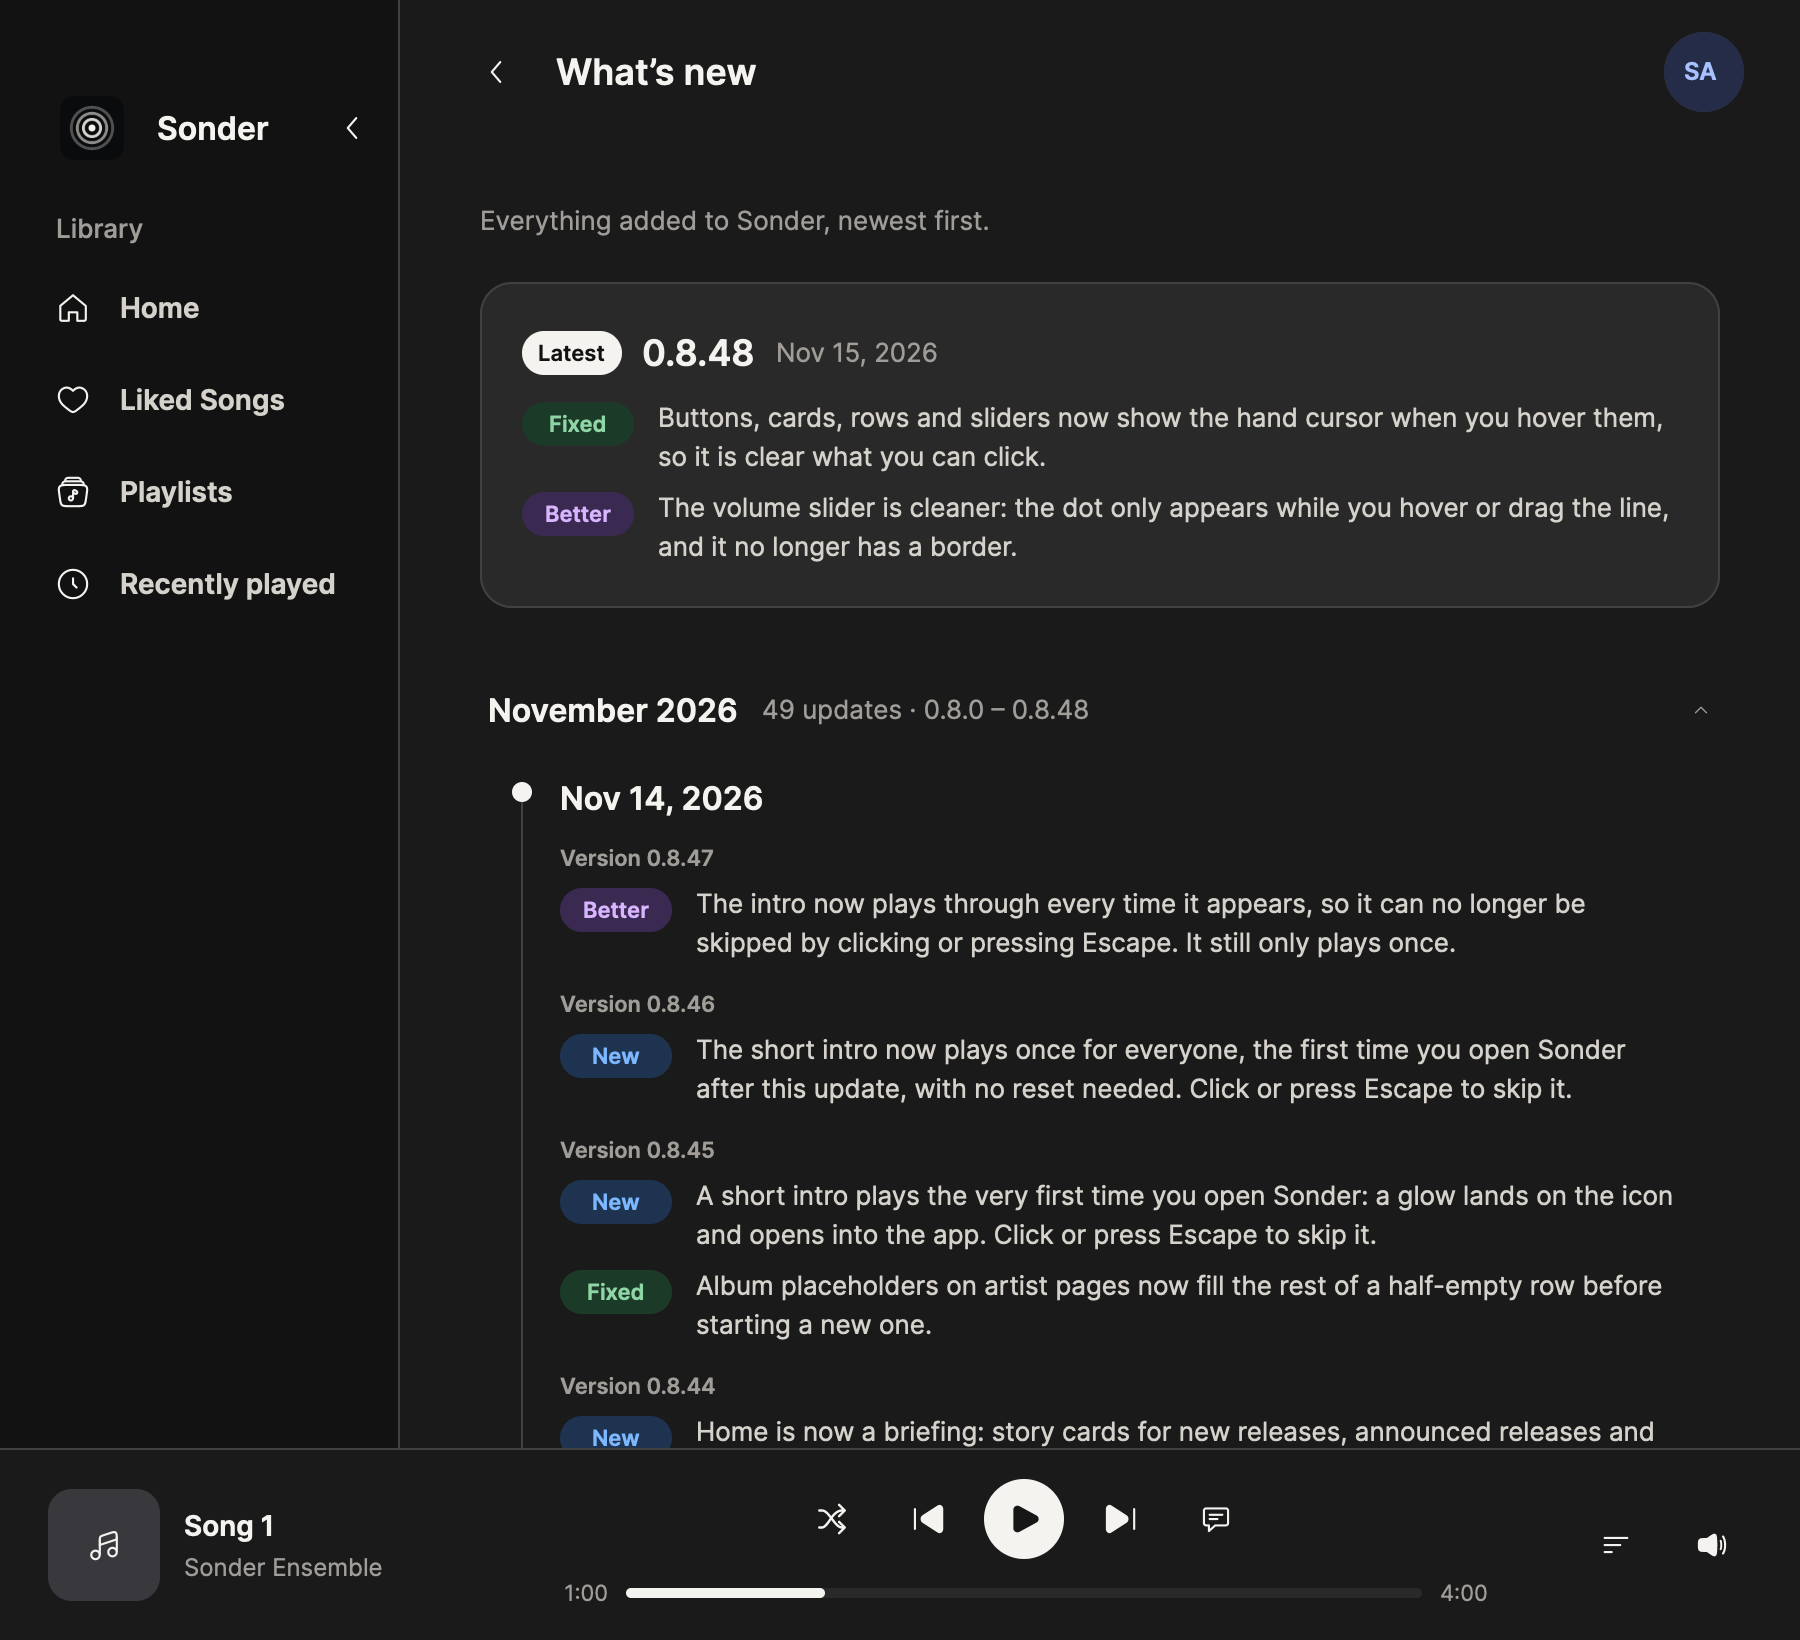 Sonder
Library
Home
Liked Songs
Playlists
Recently played
What’s new
SA
Everything added to Sonder, newest first.
Latest 0.8.48 Nov 15, 2026
Fixed Buttons, cards, rows and sliders now show the hand cursor when you hover them,
so it is clear what you can click.
Better The volume slider is cleaner: the dot only appears while you hover or drag the line,
and it no longer has a border.
November 2026 49 updates · 0.8.0 – 0.8.48
Nov 14, 2026
Version 0.8.47
Better The intro now plays through every time it appears, so it can no longer be
skipped by clicking or pressing Escape. It still only plays once.
Version 0.8.46
New The short intro now plays once for everyone, the first time you open Sonder
after this update, with no reset needed. Click or press Escape to skip it.
Version 0.8.45
New A short intro plays the very first time you open Sonder: a glow lands on the icon
and opens into the app. Click or press Escape to skip it.
Fixed Album placeholders on artist pages now fill the rest of a half-empty row before
starting a new one.
Version 0.8.44
New Home is now a briefing: story cards for new releases, announced releases and
Song 1
Sonder Ensemble
1:00
4:00